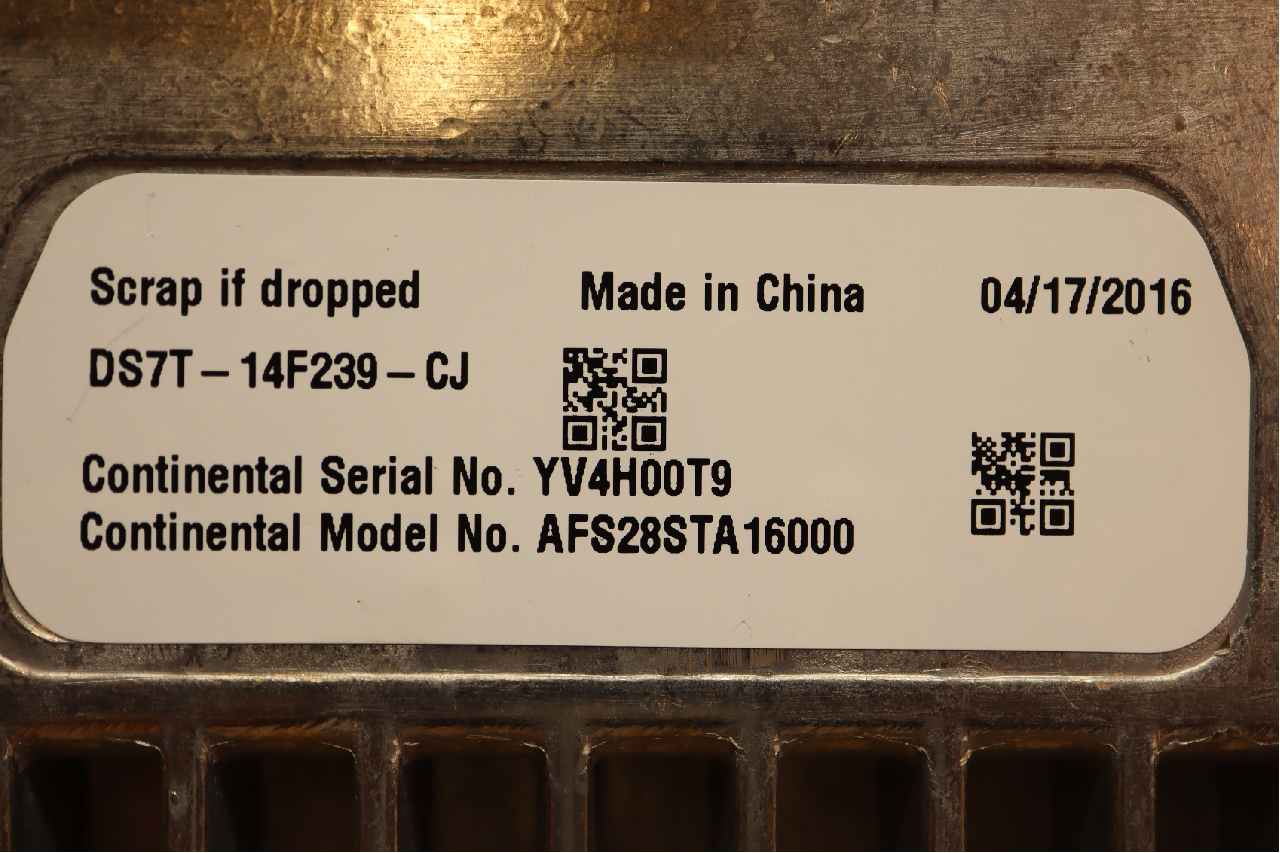 Scrap if dropped Made in China 04/17/2016
DS7T-14F239-CJ
Continental Serial No. YV4H00T9
Continental Model No. AFS28STA16000